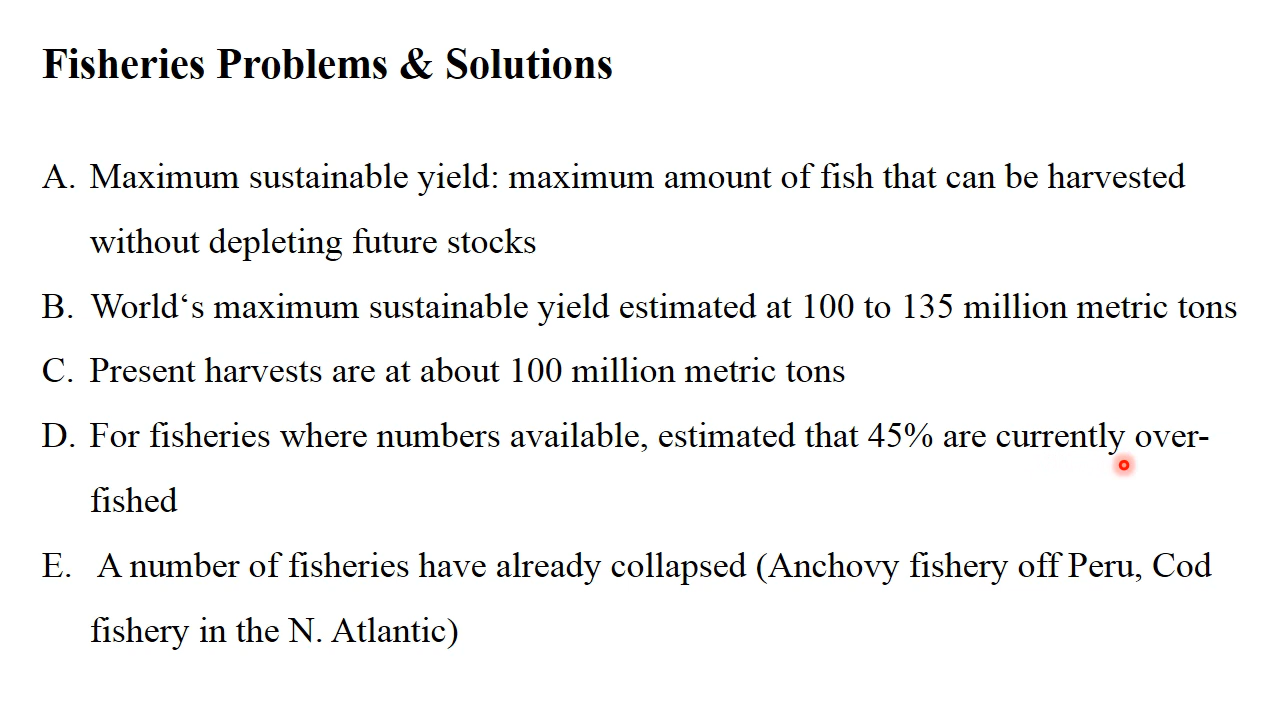 Fisheries Problems & Solutions
A. Maximum sustainable yield: maximum amount of fish that can be harvested
without depleting future stocks
B. World‘s maximum sustainable yield estimated at 100 to 135 million metric tons
C. Present harvests are at about 100 million metric tons
D. For fisheries where numbers available, estimated that 45% are currently over-
fished
E. A number of fisheries have already collapsed (Anchovy fishery off Peru, Cod
fishery in the N. Atlantic)